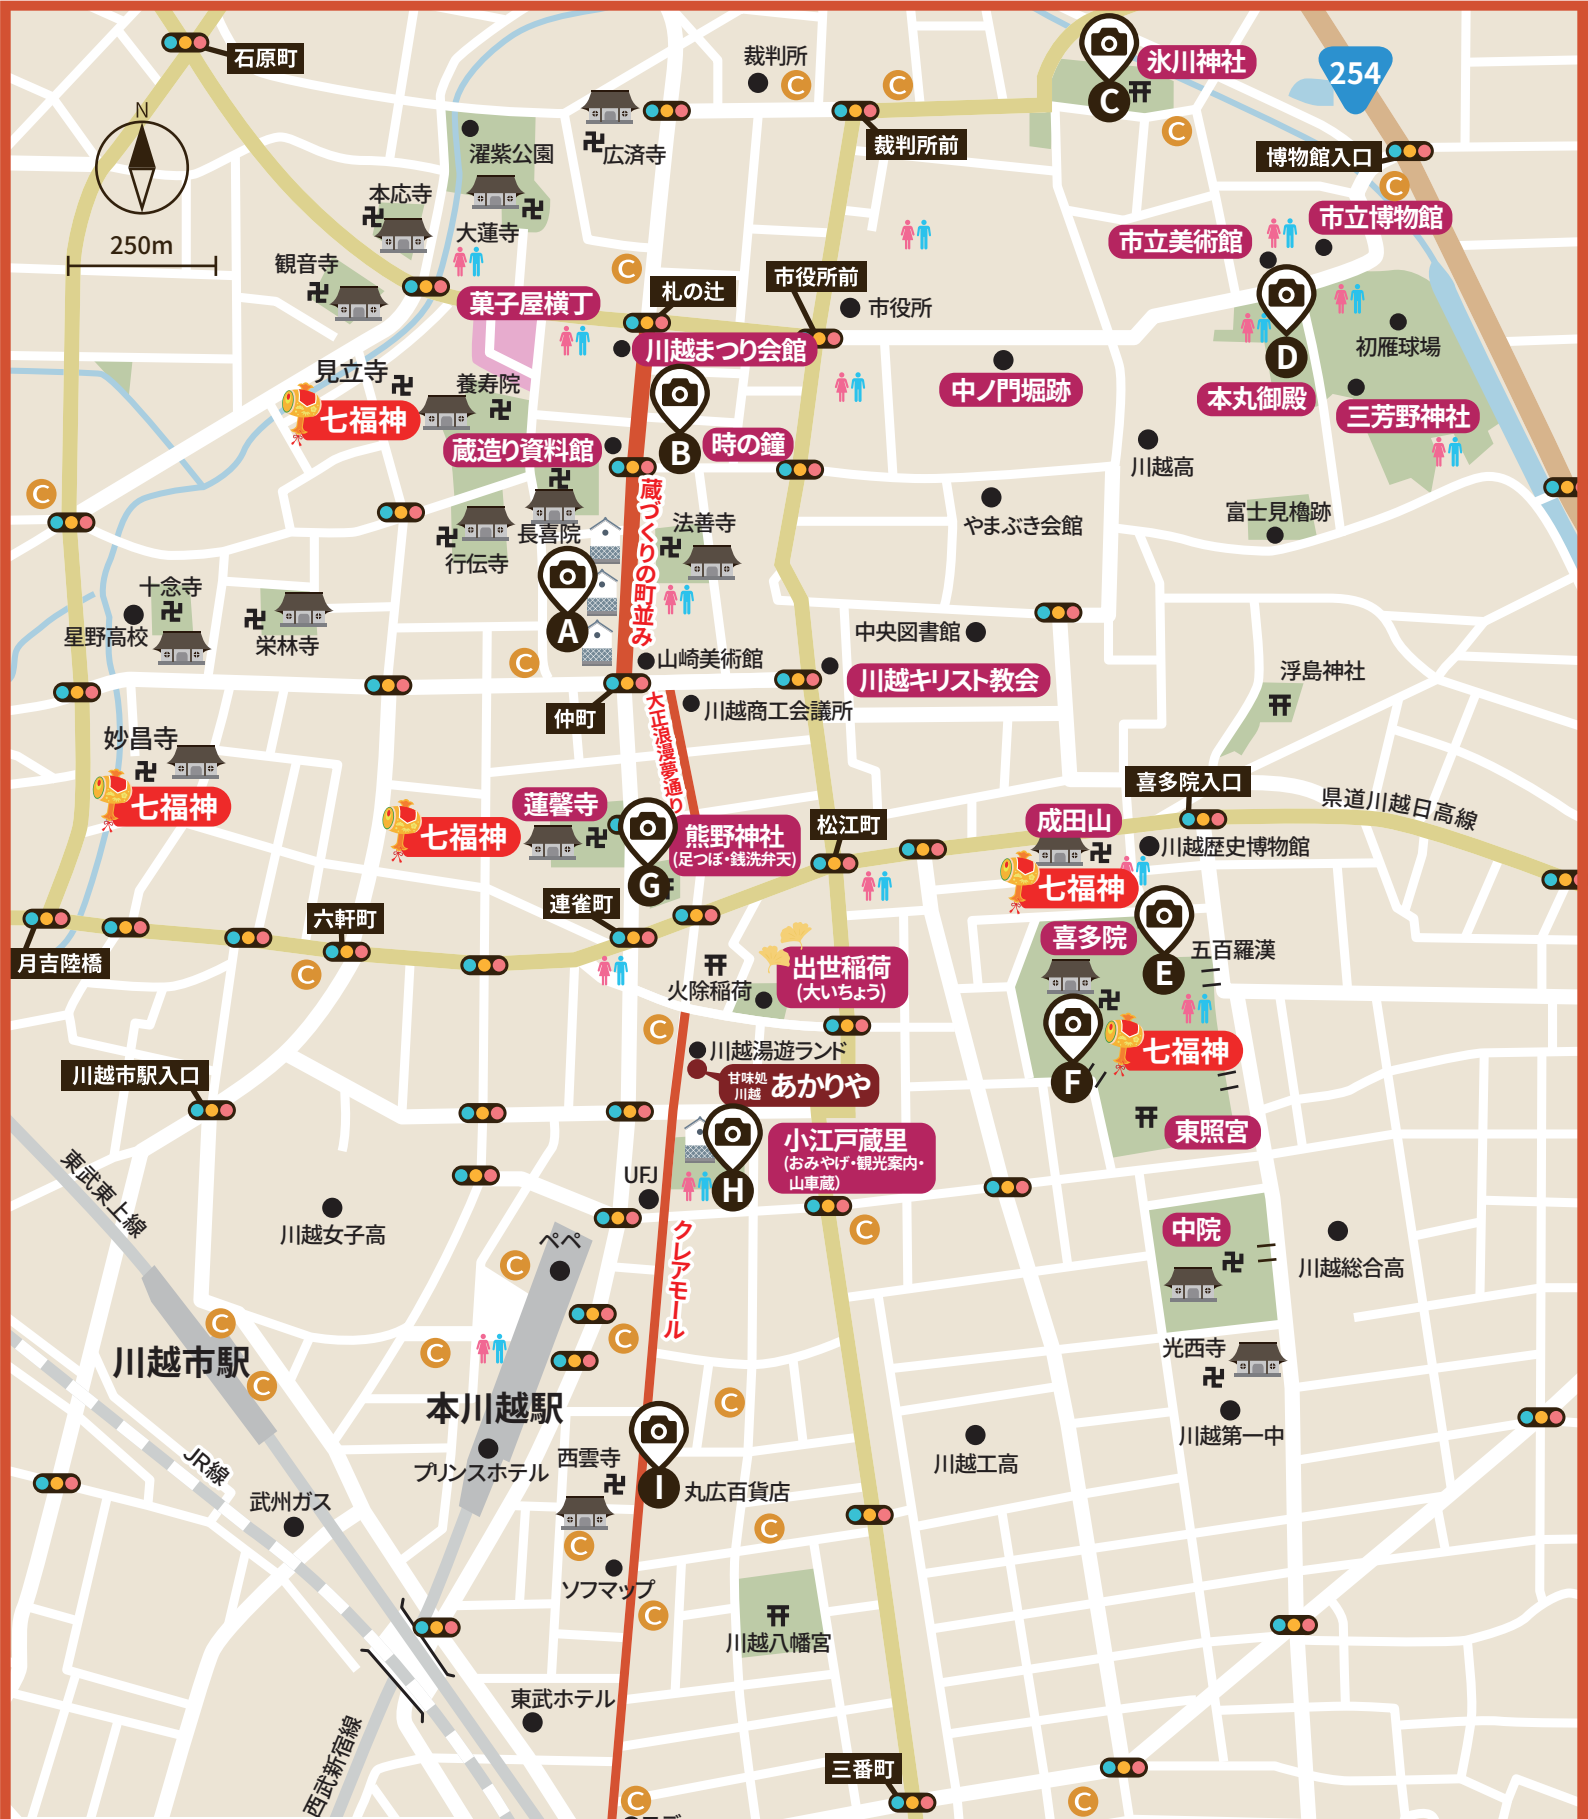 石原町
N
250m
裁判所
C
C
氷川神社
C
C
254
広済寺
裁判所前
博物館入口
C
濯紫公園
本応寺
大蓮寺
市立博物館
市立美術館
観音寺
C
札の辻
市役所前
菓子屋横丁
市役所
川越まつり会館
初雁球場
D
見立寺
七福神
養寿院
中ノ門堀跡
本丸御殿
三芳野神社
蔵造り資料館
B
時の鐘
川越高
C
蔵づくりの町並み
やまぶき会館
富士見櫓跡
長喜院
行伝寺
法善寺
十念寺
星野高校
栄林寺
A
中央図書館
C
山崎美術館
川越キリスト教会
浮島神社
仲町
大正浪漫夢通り
川越商工会議所
妙昌寺
七福神
喜多院入口
県道川越日高線
蓮馨寺
七福神
熊野神社
(足つぼ・銭洗弁天)
松江町
成田山
川越歴史博物館
七福神
G
連雀町
六軒町
月吉陸橋
C
喜多院
五百羅漢
E
出世稲荷
(大いちょう)
火除稲荷
C
川越湯遊ランド
甘味処
川越
あかりや
七福神
F
川越市駅入口
東照宮
小江戸蔵里
(おみやげ・観光案内・
山車蔵)
H
UFJ
東武東上線
川越女子高
クレアモール
C
中院
ペペ
C
川越総合高
C
C
川越市駅
C
C
光西寺
本川越駅
C
川越第一中
プリンスホテル
西雲寺
I
丸広百貨店
川越工高
JR線
武州ガス
C
C
ソフマップ
C
川越八幡宮
東武ホテル
西武新宿線
三番町
C
C